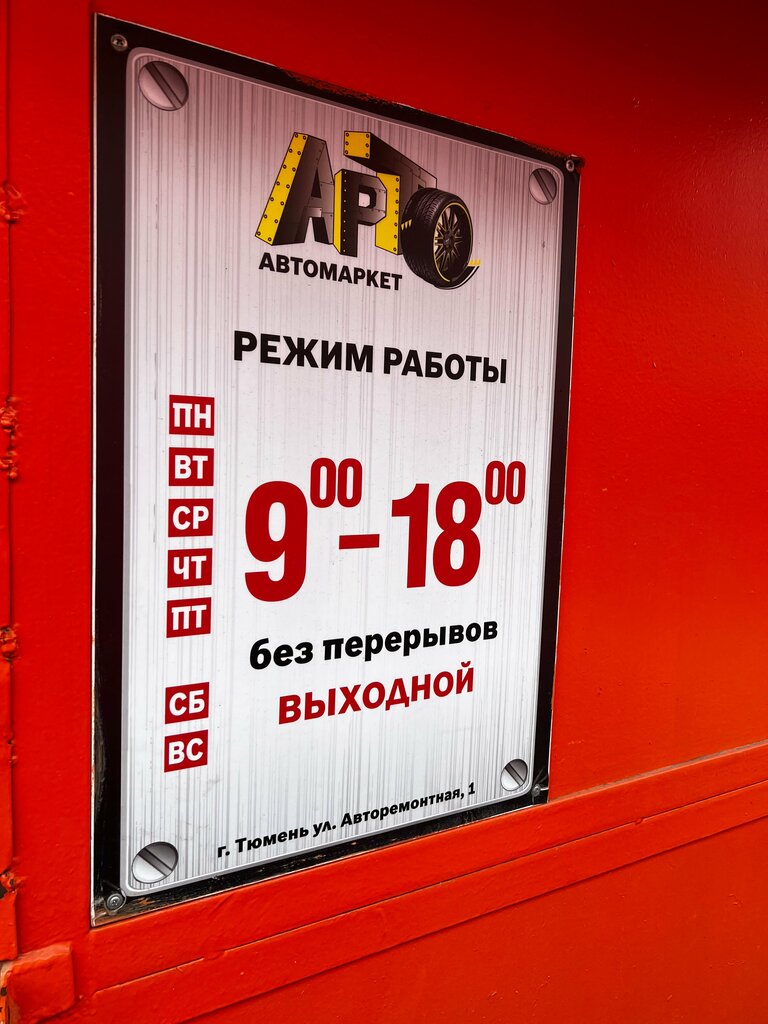 АРТО
АВТОМАРКЕТ
РЕЖИМ РАБОТЫ
ПН
ВТ
СР
ЧТ
ПТ
9⁰⁰-18⁰⁰
без перерывов
СБ
ВС
ВЫХОДНОЙ
г. Тюмень ул. Авторемонтная, 1